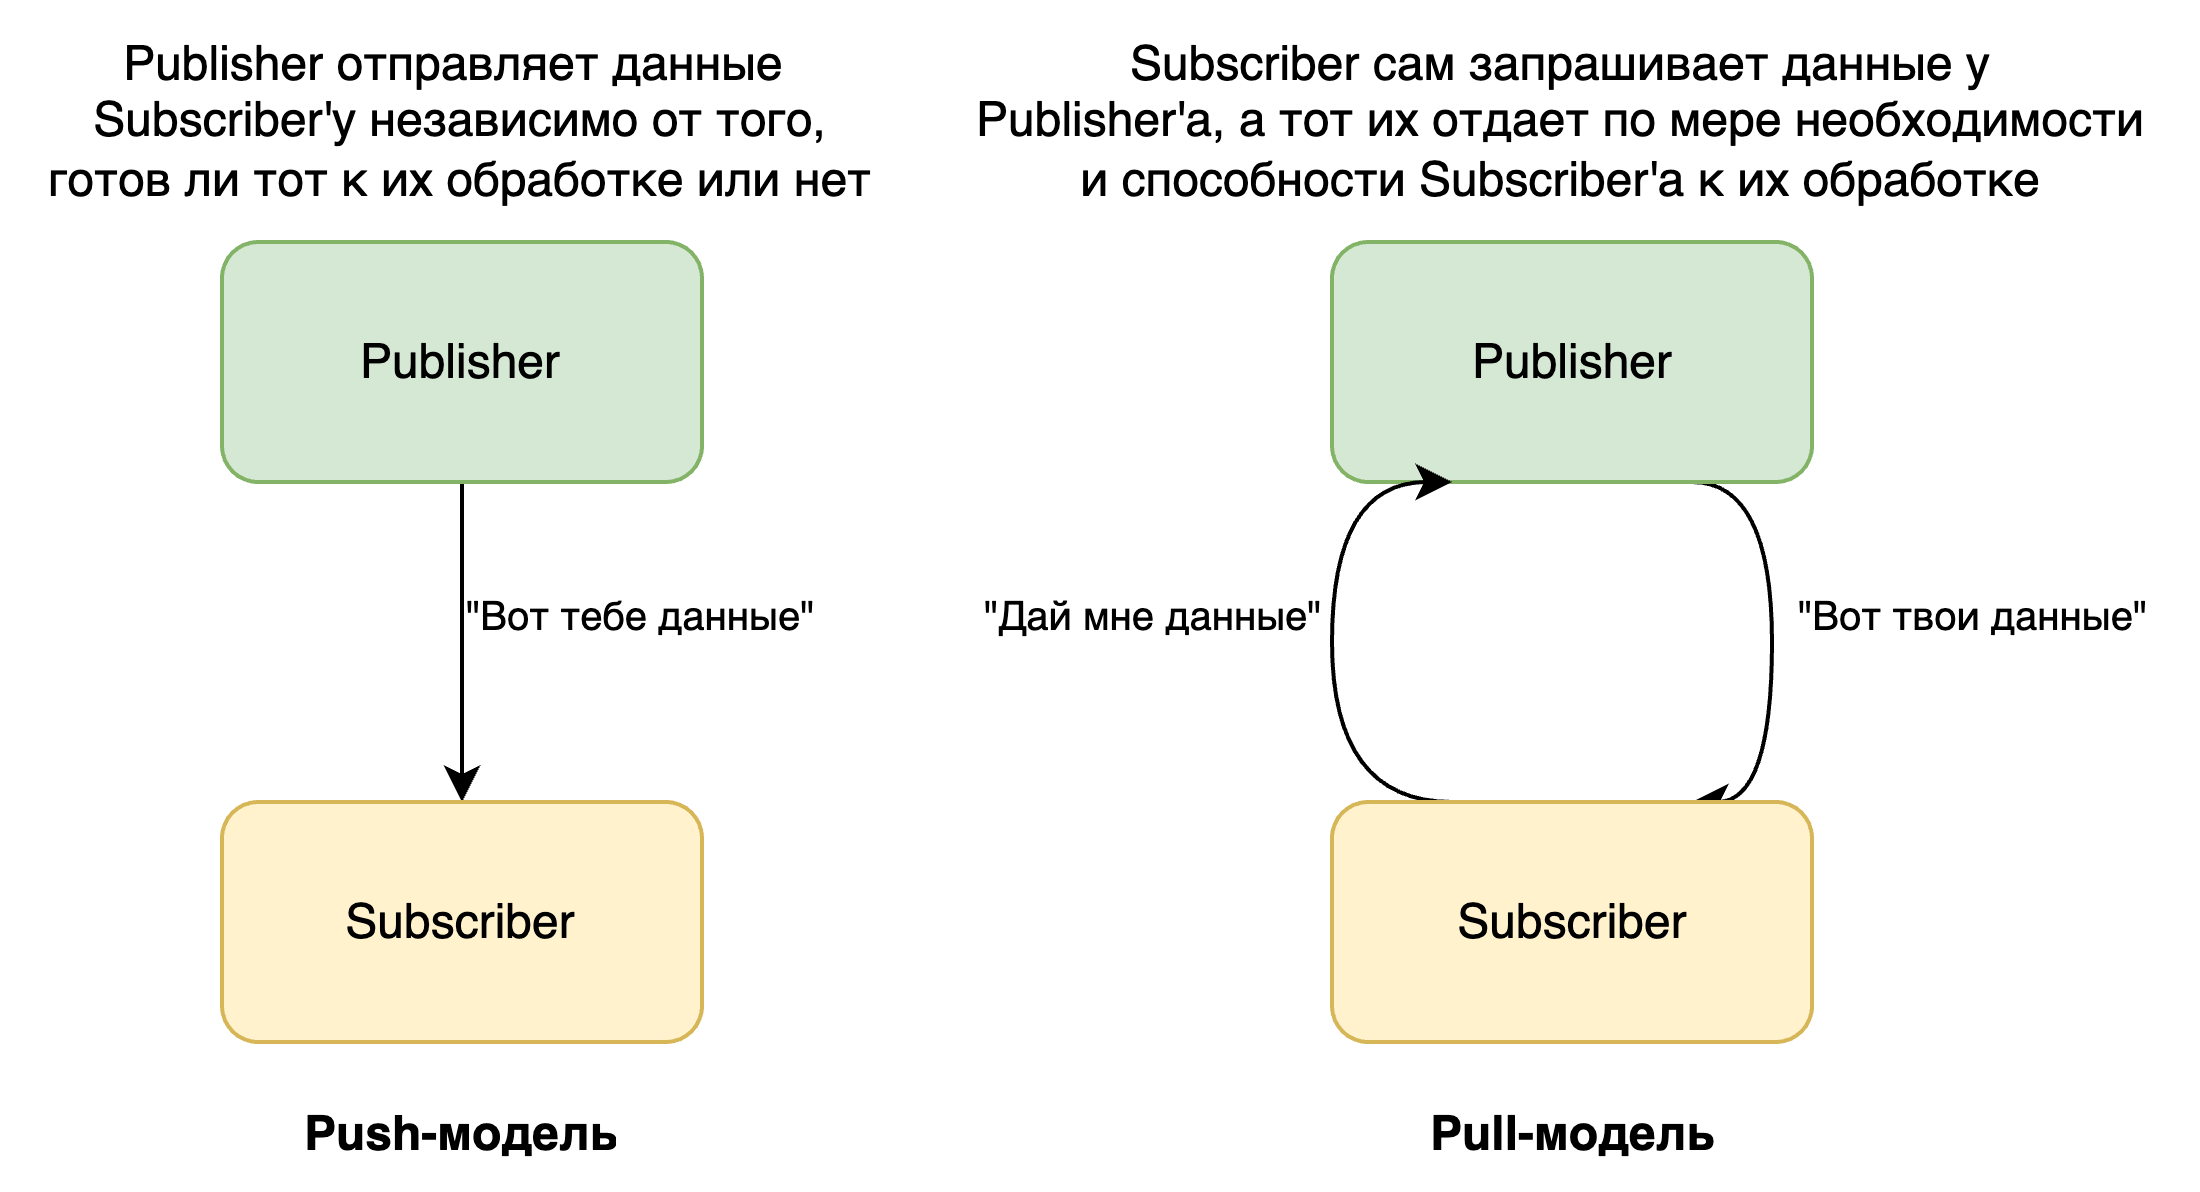 Publisher отправляет данные
Subscriber'у независимо от того,
готов ли тот к их обработке или нет
Publisher
"Вот тебе данные"
Subscriber
Push-модель
Subscriber сам запрашивает данные у
Publisher'а, а тот их отдает по мере необходимости
и способности Subscriber'а к их обработке
Publisher
"Дай мне данные"
"Вот твои данные"
Subscriber
Pull-модель